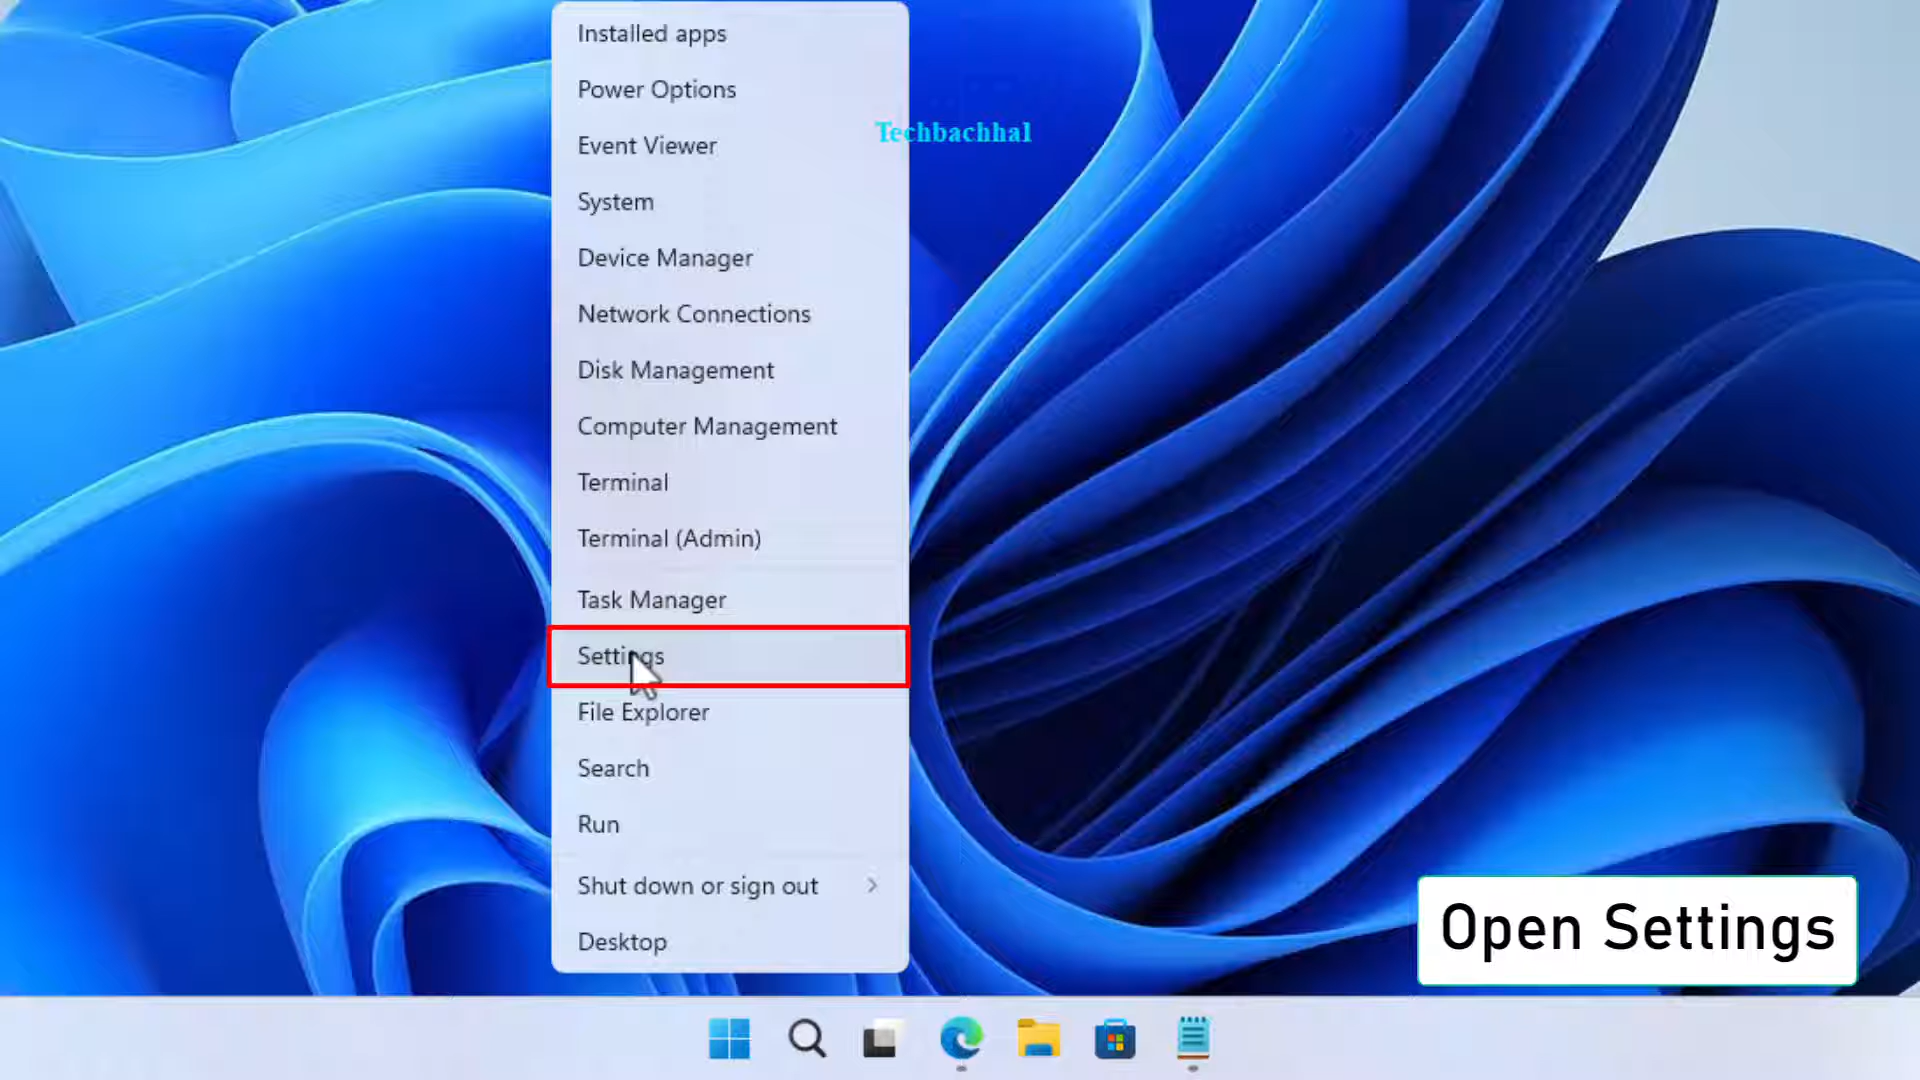 Installed apps
Power Options
Techbachhal
Event Viewer
System
Device Manager
Network Connections
Disk Management
Computer Management
Terminal
Terminal (Admin)
Task Manager
Settings
File Explorer
Search
Run
Shut down or sign out
Desktop
Open Settings